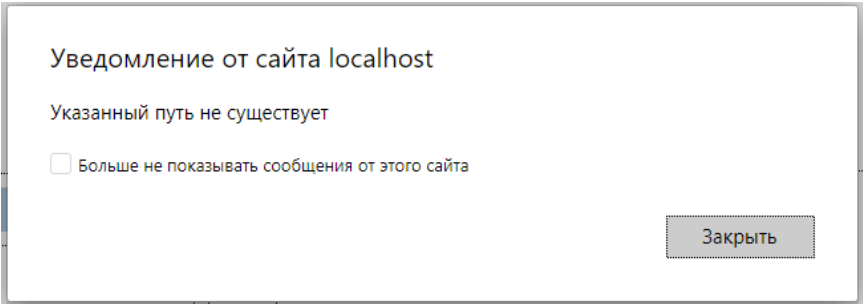 Уведомление от сайта localhost
Указанный путь не существует
Больше не показывать сообщения от этого сайта
Закрыть